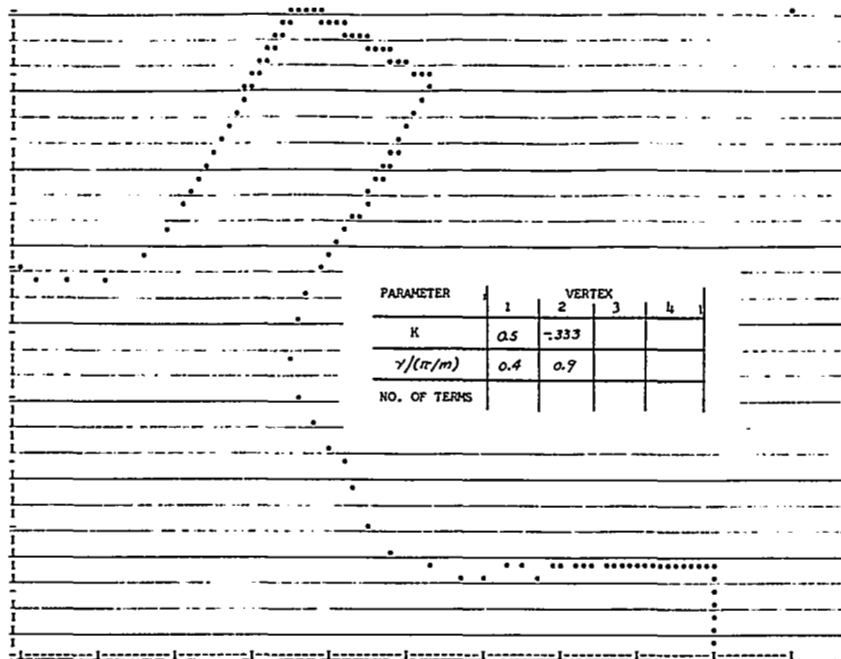 PARAMETER VERTEX
1 2 3 4
K 0.5 -.333
γ/(π/m) 0.4 0.9
NO. OF TERMS